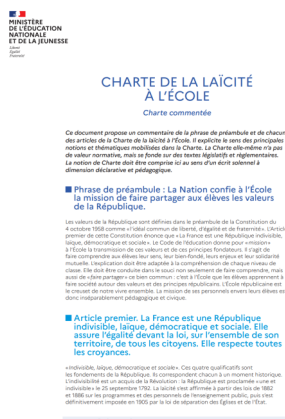 MINISTÈRE
DE L'ÉDUCATION
NATIONALE
ET DE LA JEUNESSE
Liberté
Égalité
Fraternité
CHARTE DE LA LAÏCITÉ
À L'ÉCOLE
Charte commentée
Ce document propose un commentaire de la phrase de préambule et de chacun
des articles de la Charte de la laïcité à l'École. Il explicite le sens des principales
notions et thématiques mobilisées dans la Charte. La Charte elle-même n'a pas
de valeur normative, mais se fonde sur des textes législatifs et réglementaires.
La notion de Charte doit être comprise ici au sens d'un écrit solennel à
dimension déclarative et pédagogique.
Phrase de préambule : La Nation confie à l'École
la mission de faire partager aux élèves les valeurs
de la République.
Les valeurs de la République sont définies dans le préambule de la Constitution du
4 octobre 1958 comme « l'idéal commun de liberté, d'égalité et de fraternité ». L'Article
premier de cette Constitution énonce que « La France est une République indivisible,
laïque, démocratique et sociale ». Le Code de l'éducation donne pour « mission »
à l'École la transmission de ces valeurs et de ces principes fondateurs. Il s'agit de
faire comprendre aux élèves leur sens, leur bien-fondé, leurs enjeux et leur solidarité
mutuelle. L'explication doit être adaptée à la compréhension de chaque niveau de
classe. Elle doit être conduite dans le souci non seulement de faire comprendre, mais
aussi de « faire partager » ce bien commun : c'est à l'École que les élèves apprennent à
faire société autour des valeurs et des principes républicains. L'École républicaine est
le creuset de notre vivre ensemble. La mission de ses personnels envers leurs élèves est
donc inséparablement pédagogique et civique.
Article premier. La France est une République
indivisible, laïque, démocratique et sociale. Elle
assure l'égalité devant la loi, sur l'ensemble de son
territoire, de tous les citoyens. Elle respecte toutes
les croyances.
« Indivisible, laïque, démocratique et sociale ». Ces quatre qualificatifs sont
les fondements de la République. Ils correspondent chacun à un moment historique.
L'indivisibilité est un acquis de la Révolution : la République est proclamée « une et
indivisible » le 25 septembre 1792. La laïcité s'est affirmée à partir des lois de 1882
et 1886 sur les programmes et des personnels de l'enseignement public, puis s'est
définitivement imposée en 1905 par la loi de séparation des Églises et de l'État.